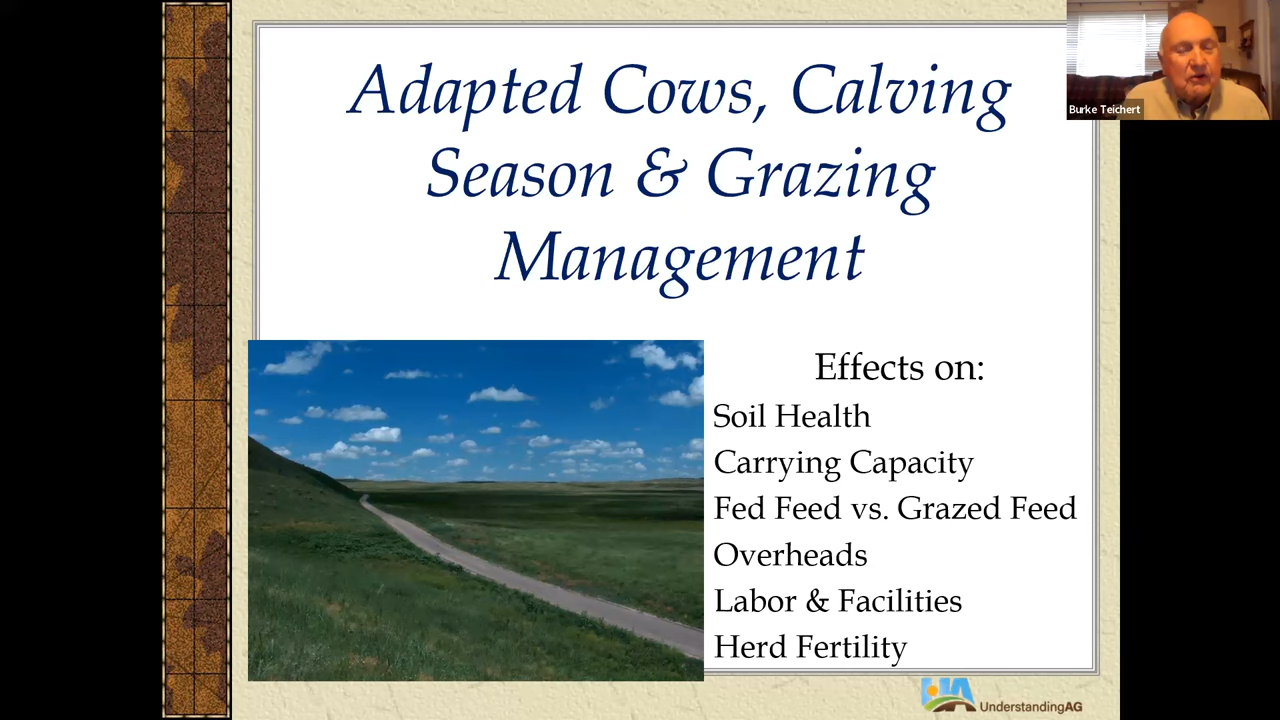 Adapted Cows, Calving
Season & Grazing
Management
Burke Teichert
Effects on:
Soil Health
Carrying Capacity
Fed Feed vs. Grazed Feed
Overheads
Labor & Facilities
Herd Fertility
UA
UnderstandingAG